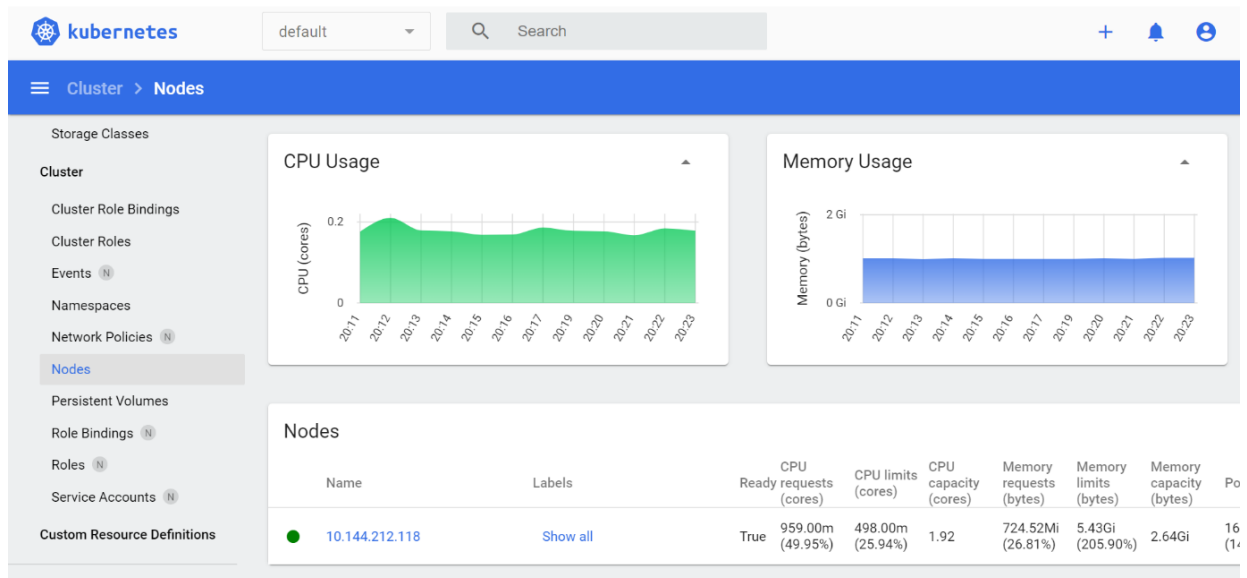 kubernetes
default
Search
Cluster > Nodes
Storage Classes
Cluster
Cluster Role Bindings
Cluster Roles
Events N
Namespaces
Network Policies N
Nodes
Persistent Volumes
Role Bindings N
Roles N
Service Accounts N
Custom Resource Definitions
CPU Usage
CPU (cores)
0.2
0
20:11 20:12 20:13 20:14 20:15 20:16 20:17 20:19 20:20 20:21 20:22 20:23
Memory Usage
Memory (bytes)
2 Gi
0 Gi
20:11 20:12 20:13 20:14 20:15 20:16 20:17 20:19 20:20 20:21 20:22 20:23
Nodes
Name
Labels
Ready
CPU
requests
(cores)
CPU limits
(cores)
CPU
capacity
(cores)
Memory
requests
(bytes)
Memory
limits
(bytes)
Memory
capacity
(bytes)
10.144.212.118
Show all
True
959.00m
(49.95%)
498.00m
(25.94%)
1.92
724.52Mi
(26.81%)
5.43Gi
(205.90%)
2.64Gi